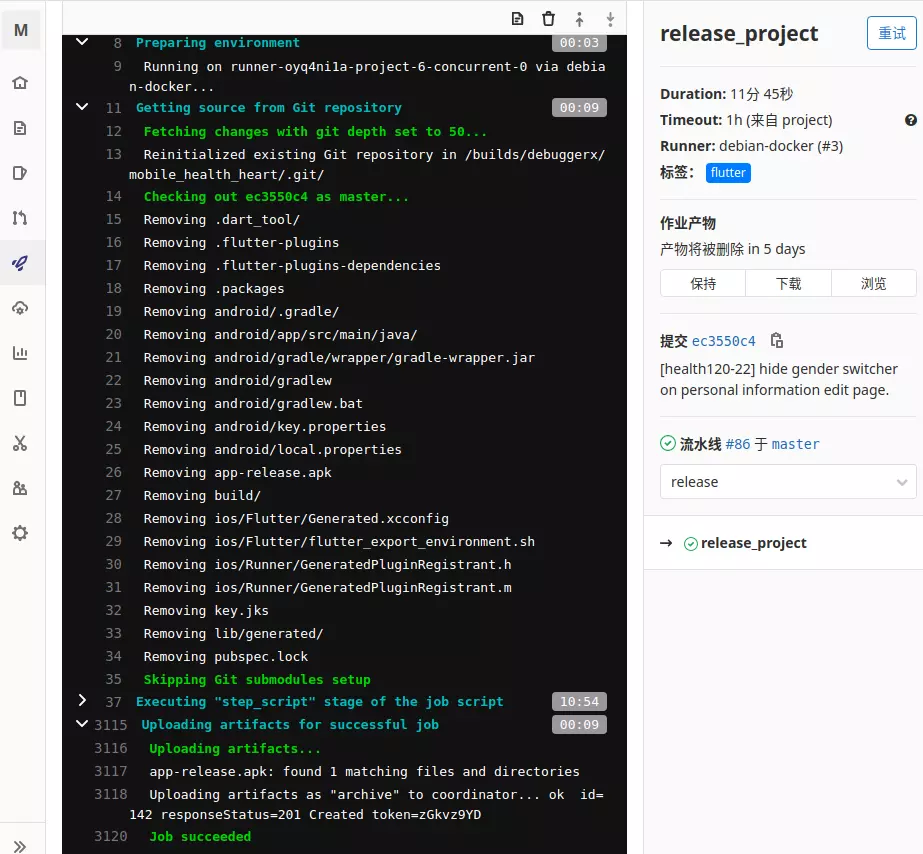 M
8 Preparing environment 00:03
9 Running on runner-oyq4ni1a-project-6-concurrent-0 via debia
n-docker...
11 Getting source from Git repository 00:09
12 Fetching changes with git depth set to 50...
13 Reinitialized existing Git repository in /builds/debuggerx/
mobile_health_heart/.git/
14 Checking out ec3550c4 as master...
15 Removing .dart_tool/
16 Removing .flutter-plugins
17 Removing .flutter-plugins-dependencies
18 Removing .packages
19 Removing android/.gradle/
20 Removing android/app/src/main/java/
21 Removing android/gradle/wrapper/gradle-wrapper.jar
22 Removing android/gradlew
23 Removing android/gradlew.bat
24 Removing android/key.properties
25 Removing android/local.properties
26 Removing app-release.apk
27 Removing build/
28 Removing ios/Flutter/Generated.xcconfig
29 Removing ios/Flutter/flutter_export_environment.sh
30 Removing ios/Runner/GeneratedPluginRegistrant.h
31 Removing ios/Runner/GeneratedPluginRegistrant.m
32 Removing key.jks
33 Removing lib/generated/
34 Removing pubspec.lock
35 Skipping Git submodules setup
37 Executing "step_script" stage of the job script 10:54
3115 Uploading artifacts for successful job 00:09
3116 Uploading artifacts...
3117 app-release.apk: found 1 matching files and directories
3118 Uploading artifacts as "archive" to coordinator... ok  id=
142 responseStatus=201 Created token=zGkvz9YD
3120 Job succeeded
release_project 重试
Duration: 11分 45秒
Timeout: 1h (来自 project)
Runner: debian-docker (#3)
标签： flutter
作业产物
产物将被删除 in 5 days
保持 下载 浏览
提交 ec3550c4
[health120-22] hide gender switcher
on personal information edit page.
流水线 #86 于 master
release
→ release_project